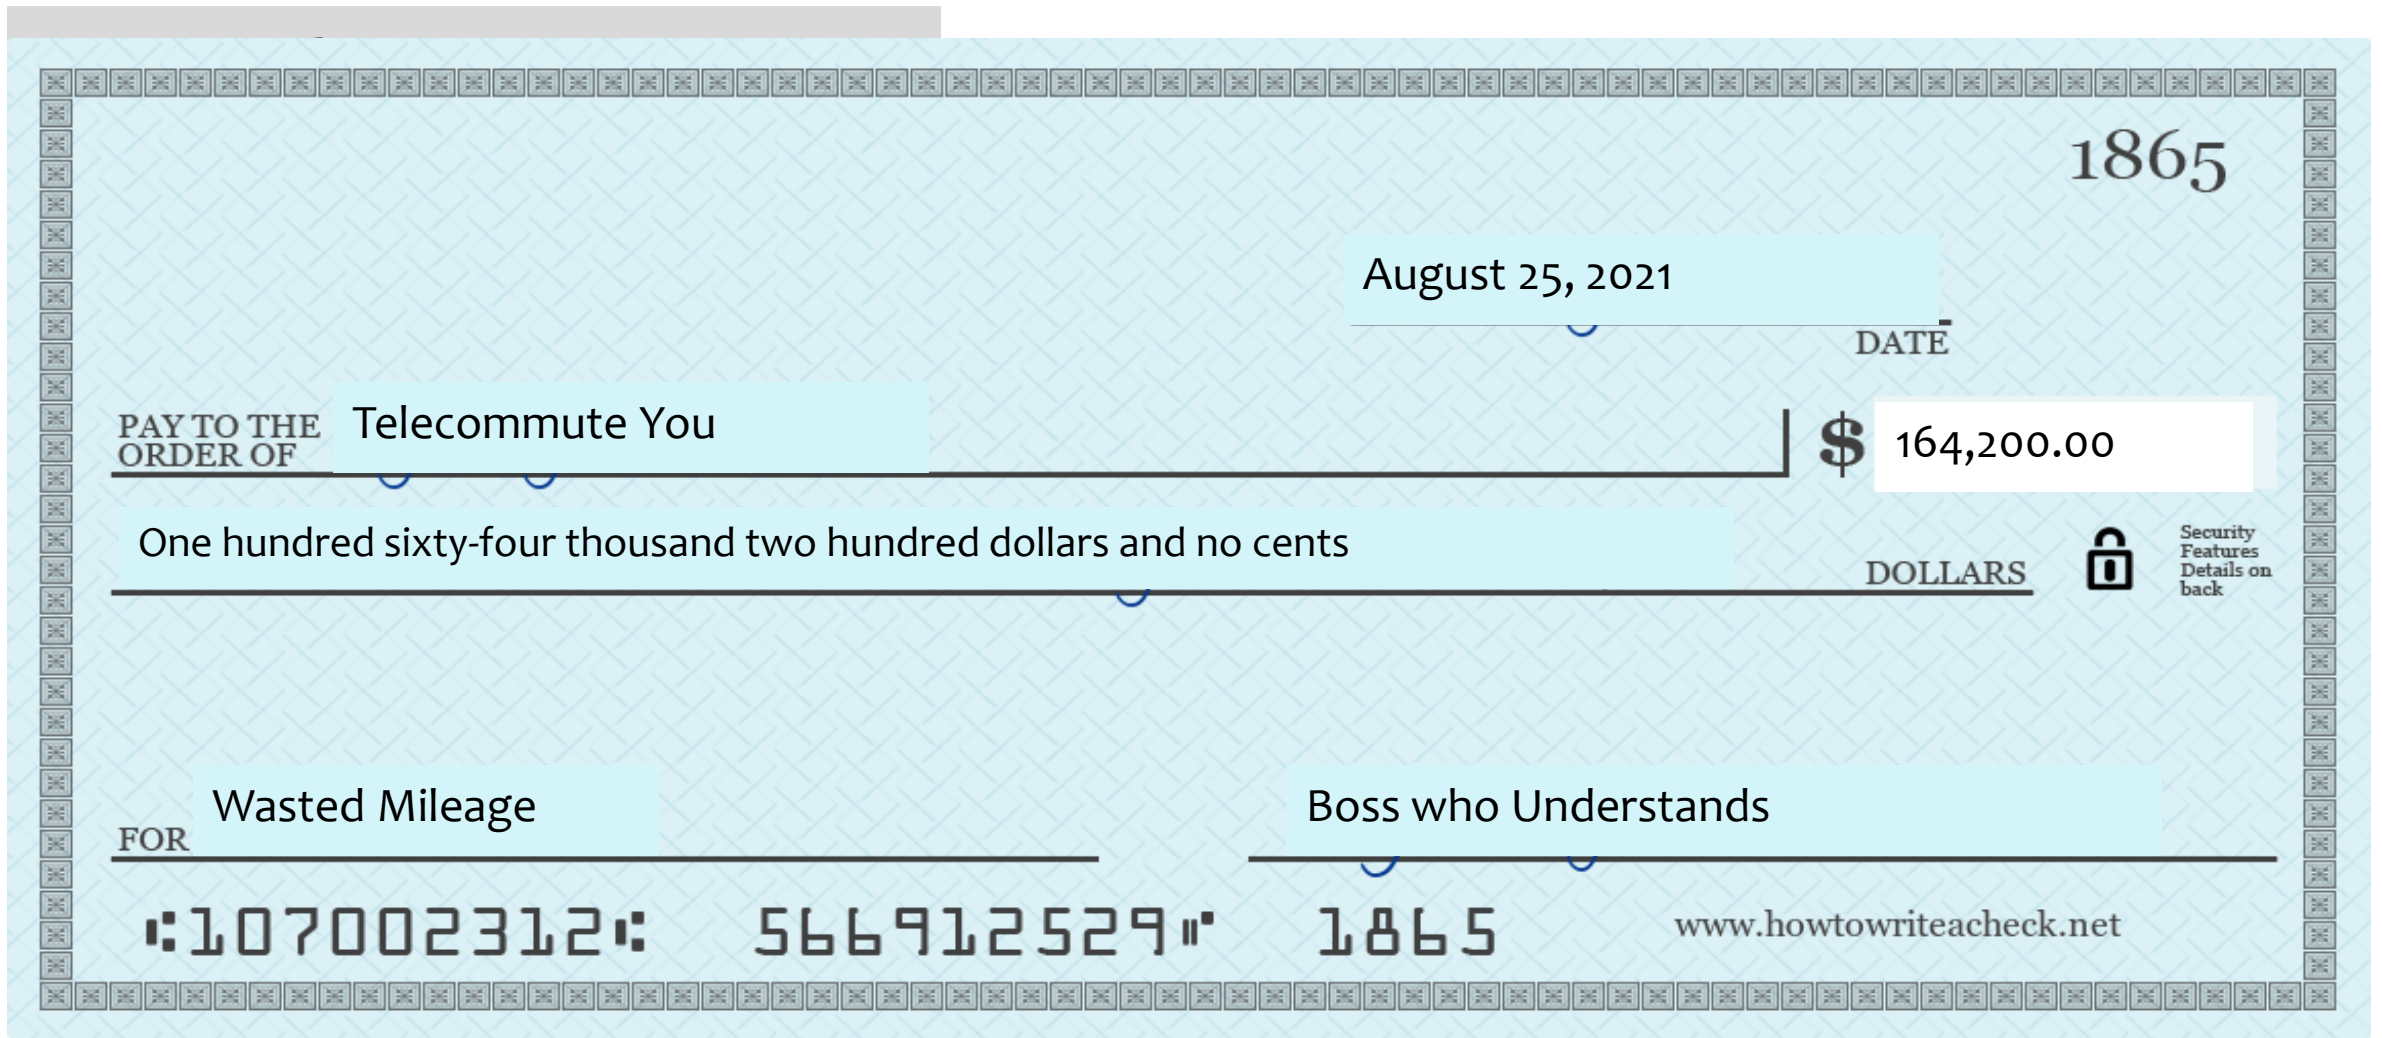 1865
August 25, 2021
DATE
PAY TO THE
ORDER OF
Telecommute You
$ 164,200.00
One hundred sixty-four thousand two hundred dollars and no cents
DOLLARS
Security
Features
Details on
back
FOR
Wasted Mileage
Boss who Understands
⑆107002312⑆ 566912529⑈ 1865
www.howtowriteacheck.net